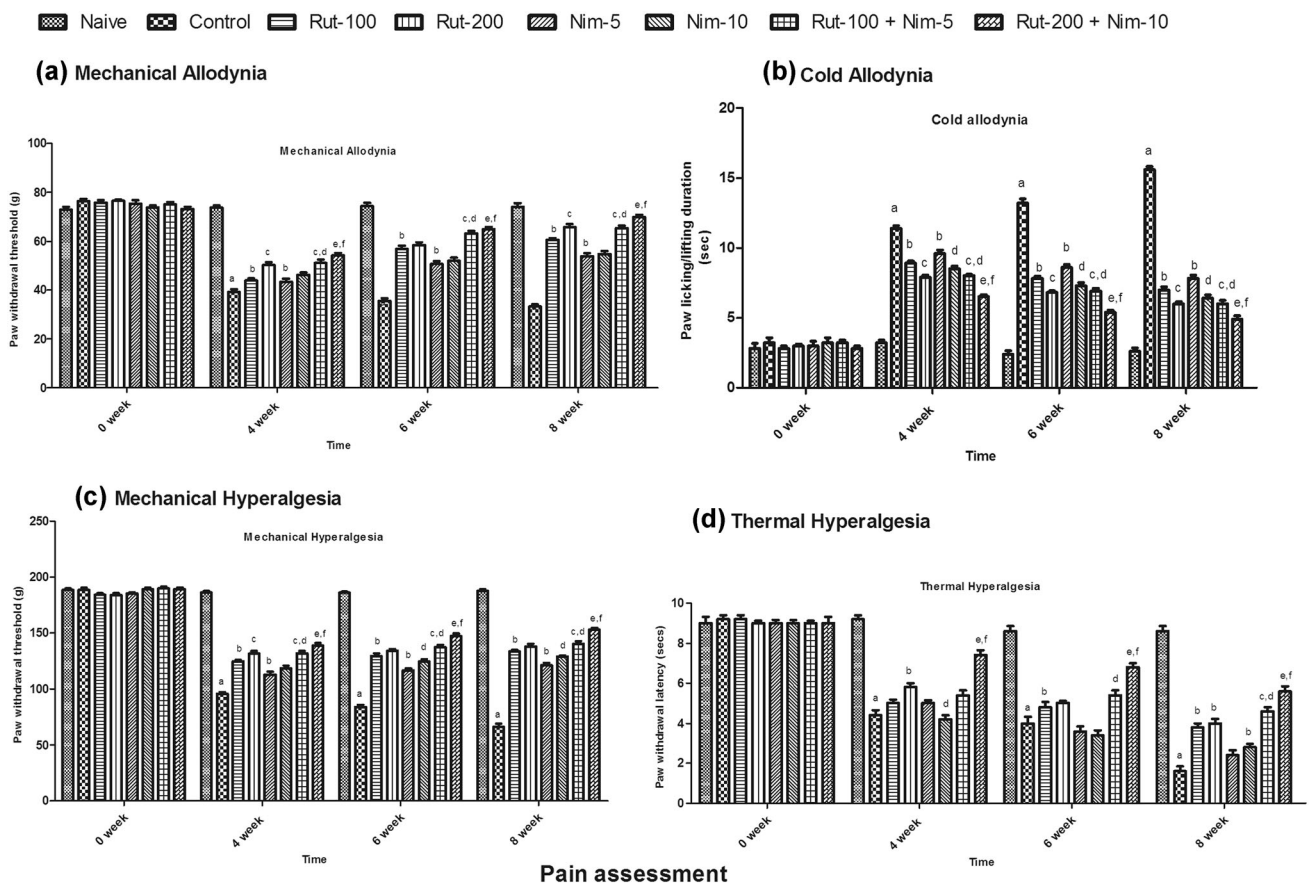 Naive Control Rut-100 Rut-200 Nim-5 Nim-10 Rut-100 + Nim-5 Rut-200 + Nim-10
(a) Mechanical Allodynia
Mechanical Allodynia
Paw withdrawal threshold (g)
100
80
60
40
20
0
a b c b c,d e,f
b b c,d e,f
b c b c,d e,f
0 week 4 week 6 week 8 week
Time
(b) Cold Allodynia
Cold allodynia
Paw licking/lifting duration
(sec)
20
15
10
5
0
a b c b d c,d e,f
a b c b d c,d e,f
a b c b d c,d e,f
0 week 4 week 6 week 8 week
Time
(c) Mechanical Hyperalgesia
Mechanical Hyperalgesia
Paw withdrawal threshold (g)
250
200
150
100
50
0
a b c b c,d e,f
a b b d c,d e,f
a b b d c,d e,f
0 week 4 week 6 week 8 week
Time
(d) Thermal Hyperalgesia
Thermal Hyperalgesia
Paw withdrawal latency (secs)
10
8
6
4
2
0
a b d e,f
a b d e,f
a b b b c,d e,f
0 week 4 week 6 week 8 week
Time
Pain assessment